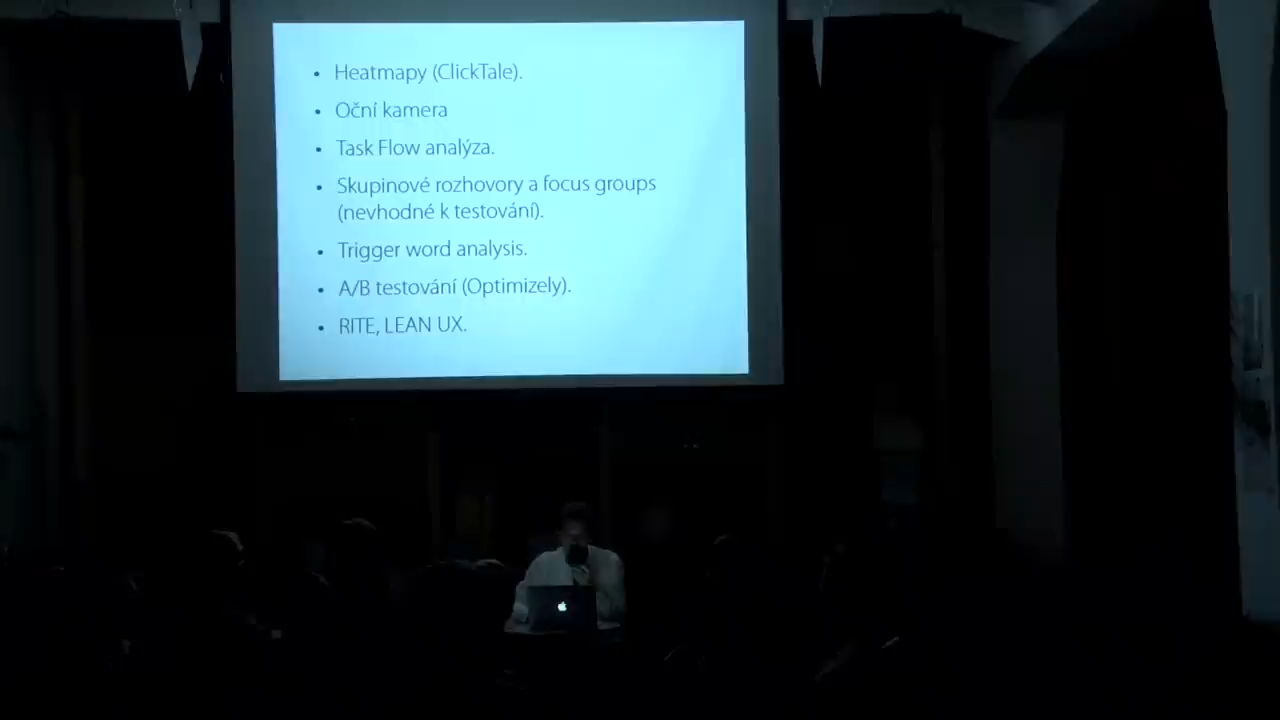 • Heatmapy (ClickTale).
• Oční kamera
• Task Flow analýza.
• Skupinové rozhovory a focus groups
(nevhodné k testování).
• Trigger word analysis.
• A/B testování (Optimizely).
• RITE, LEAN UX.